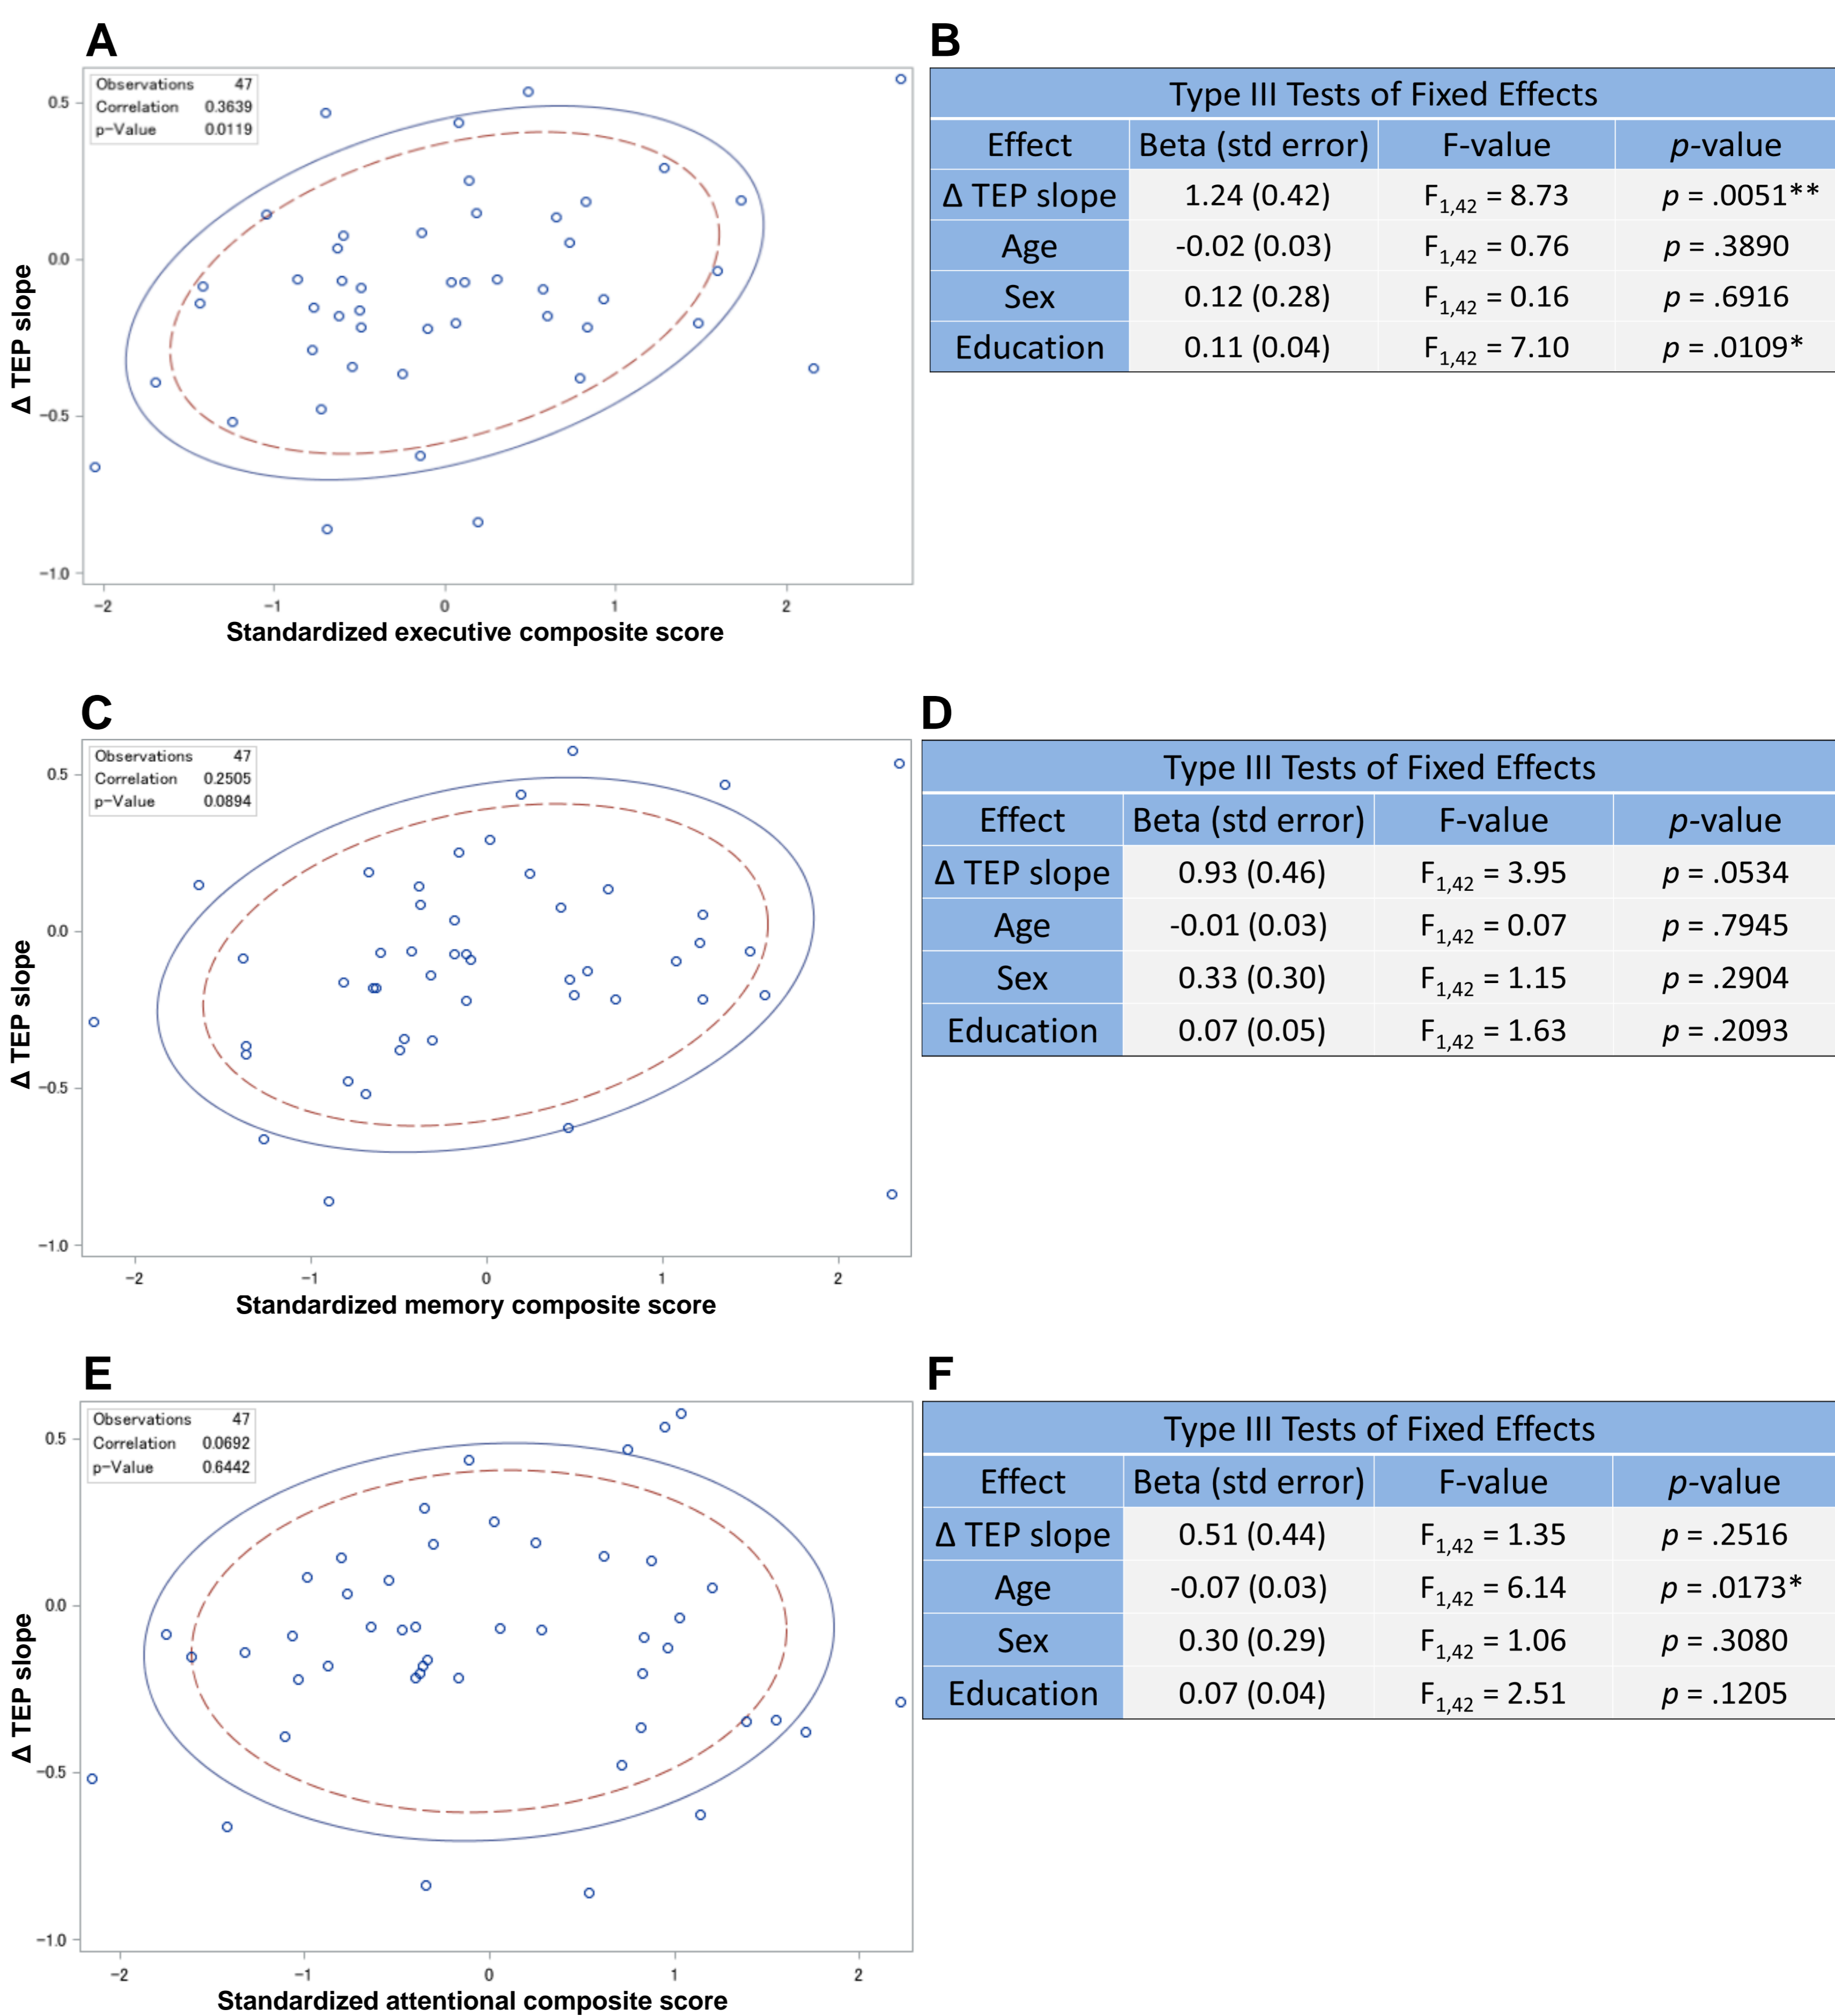 A
Observations 47
Correlation 0.3639
p-Value 0.0119
0.5
0.0
−0.5
−1.0
Δ TEP slope
−2 −1 0 1 2
Standardized executive composite score
B
Type III Tests of Fixed Effects
Effect Beta (std error) F-value p-value
Δ TEP slope 1.24 (0.42) F1,42 = 8.73 p = .0051**
Age -0.02 (0.03) F1,42 = 0.76 p = .3890
Sex 0.12 (0.28) F1,42 = 0.16 p = .6916
Education 0.11 (0.04) F1,42 = 7.10 p = .0109*
C
Observations 47
Correlation 0.2505
p-Value 0.0894
0.5
0.0
−0.5
−1.0
Δ TEP slope
−2 −1 0 1 2
Standardized memory composite score
D
Type III Tests of Fixed Effects
Effect Beta (std error) F-value p-value
Δ TEP slope 0.93 (0.46) F1,42 = 3.95 p = .0534
Age -0.01 (0.03) F1,42 = 0.07 p = .7945
Sex 0.33 (0.30) F1,42 = 1.15 p = .2904
Education 0.07 (0.05) F1,42 = 1.63 p = .2093
E
Observations 47
Correlation 0.0692
p-Value 0.6442
0.5
0.0
−0.5
−1.0
Δ TEP slope
−2 −1 0 1 2
Standardized attentional composite score
F
Type III Tests of Fixed Effects
Effect Beta (std error) F-value p-value
Δ TEP slope 0.51 (0.44) F1,42 = 1.35 p = .2516
Age -0.07 (0.03) F1,42 = 6.14 p = .0173*
Sex 0.30 (0.29) F1,42 = 1.06 p = .3080
Education 0.07 (0.04) F1,42 = 2.51 p = .1205